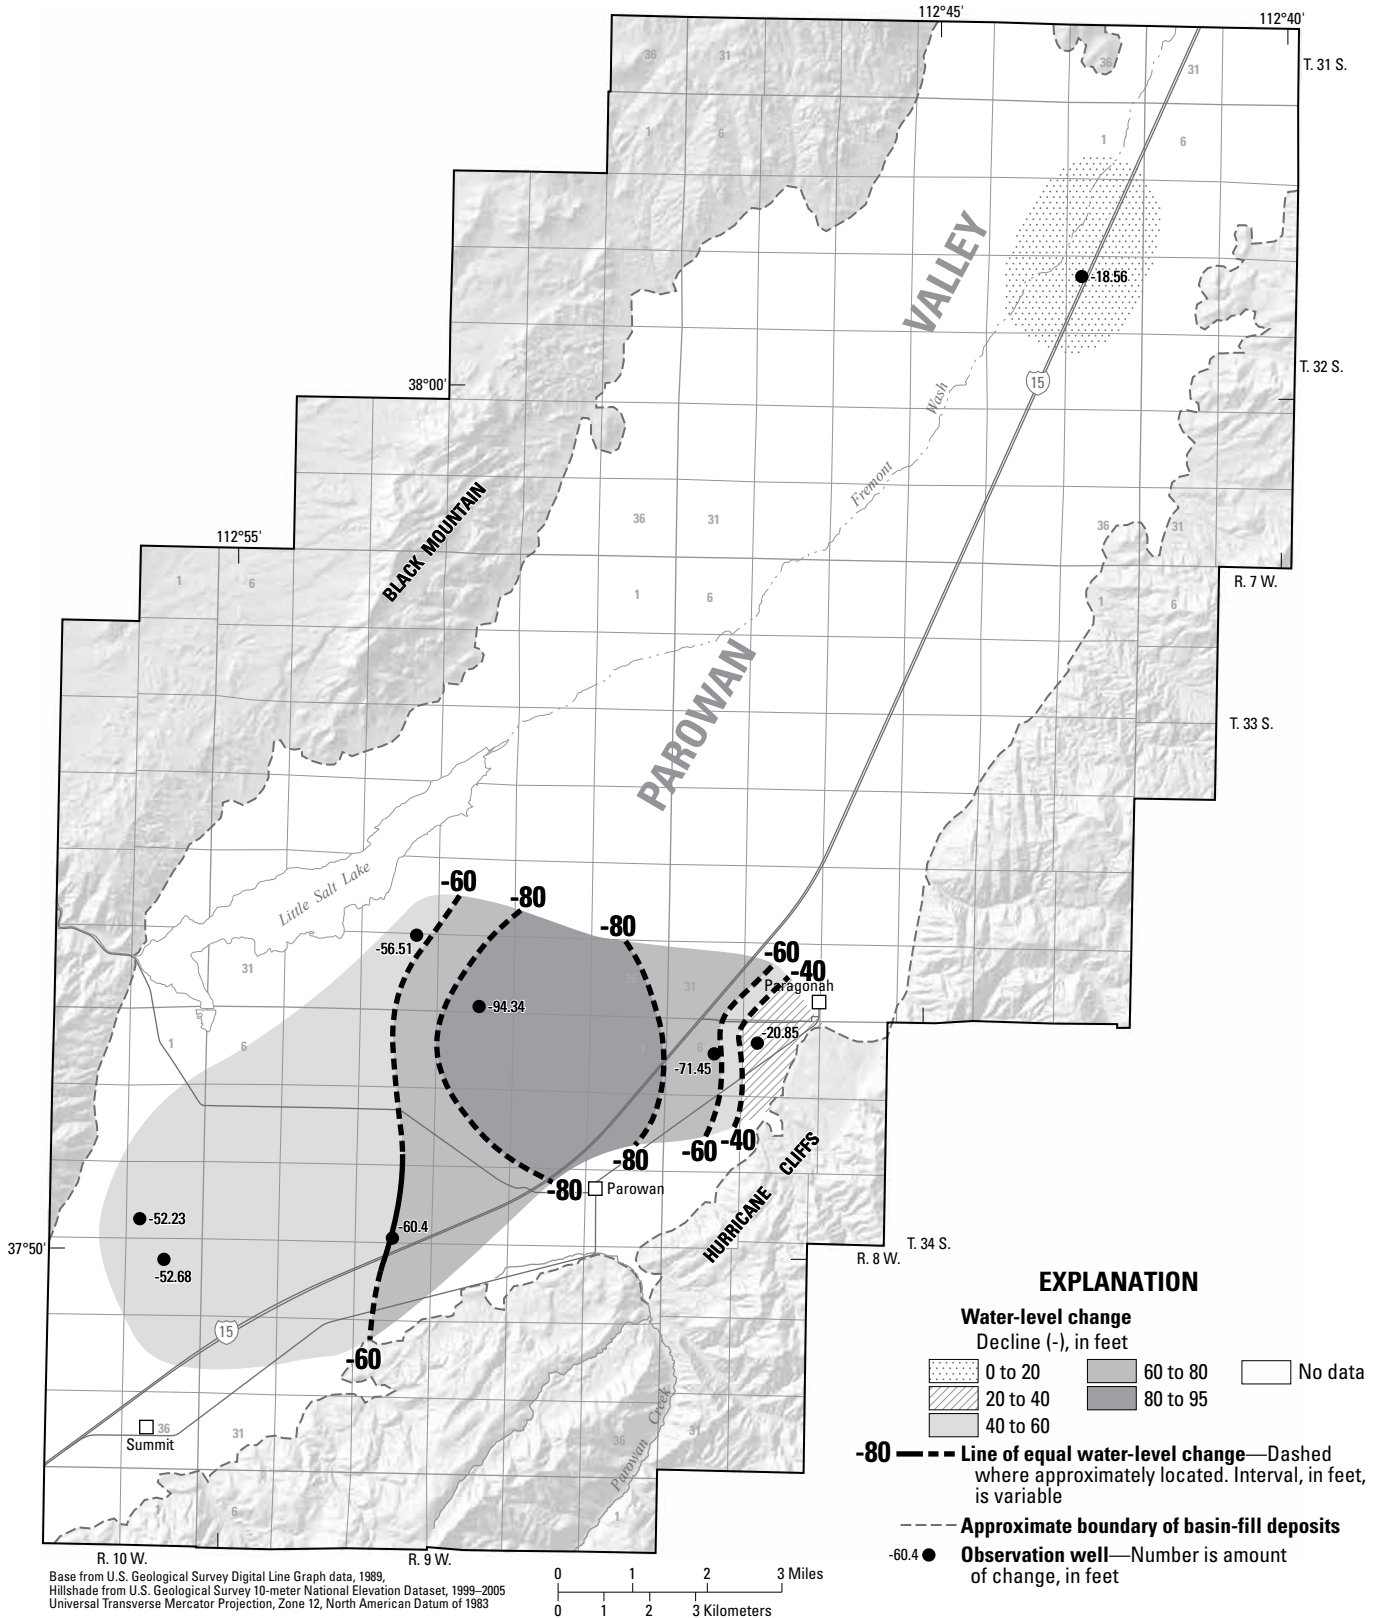 112°45'
112°40'
36
31
36
31
T. 31 S.
1
6
1
6
VALLEY
-18.56
15
T. 32 S.
38°00'
Wash
Fremont
BLACK MOUNTAIN
36
31
36
31
112°55'
1
6
R. 7 W.
1
6
1
6
PAROWAN
T. 33 S.
Little Salt Lake
-60
-80
-80
-56.51
-60
-40
31
36
31
Paragonah
-94.34
-20.85
1
6
1
6
-71.45
-60
-40
-80
-80
Parowan
HURRICANE CLIFFS
-52.23
-60.4
37°50'
-52.68
T. 34 S.
R. 8 W.
15
-60
36
31
Summit
36
31
Parowan Creek
1
6
1
R. 10 W.
R. 9 W.
EXPLANATION
Water-level change
Decline (-), in feet
0 to 20
60 to 80
No data
20 to 40
80 to 95
40 to 60
-80 Line of equal water-level change—Dashed
where approximately located. Interval, in feet,
is variable
Approximate boundary of basin-fill deposits
-60.4 Observation well—Number is amount
of change, in feet
Base from U.S. Geological Survey Digital Line Graph data, 1989,
Hillshade from U.S. Geological Survey 10-meter National Elevation Dataset, 1999–2005
Universal Transverse Mercator Projection, Zone 12, North American Datum of 1983
0 1 2 3 Miles
0 1 2 3 Kilometers